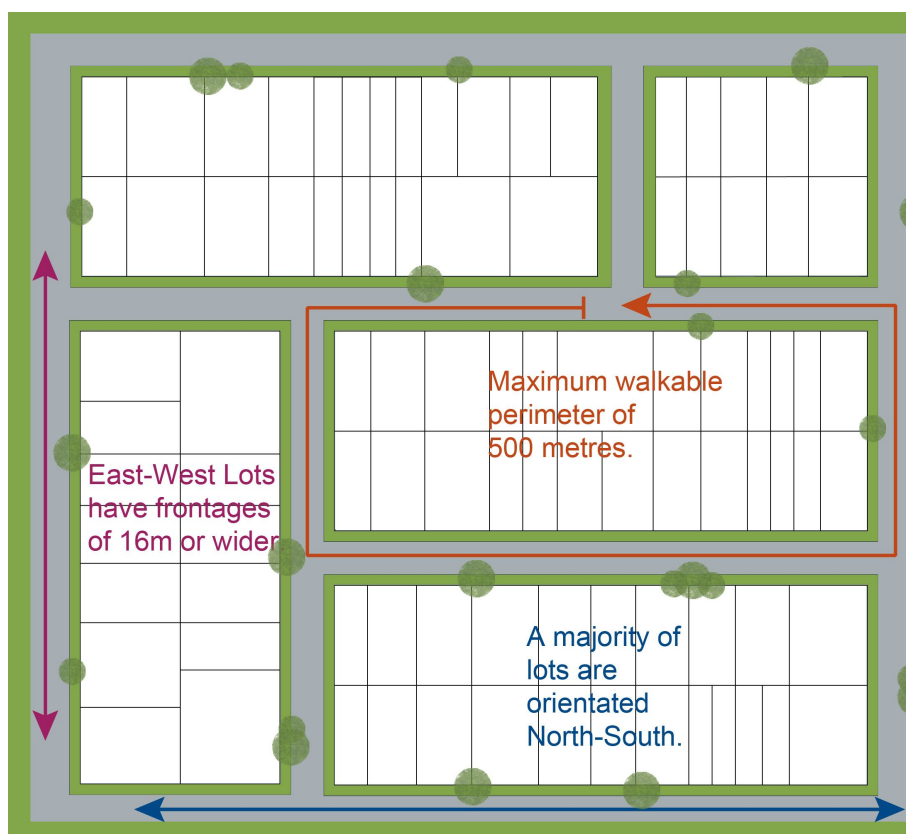 Maximum walkable
perimeter of
500 metres.
East-West Lots
have frontages
of 16m or wider
A majority of
lots are
orientated
North-South.